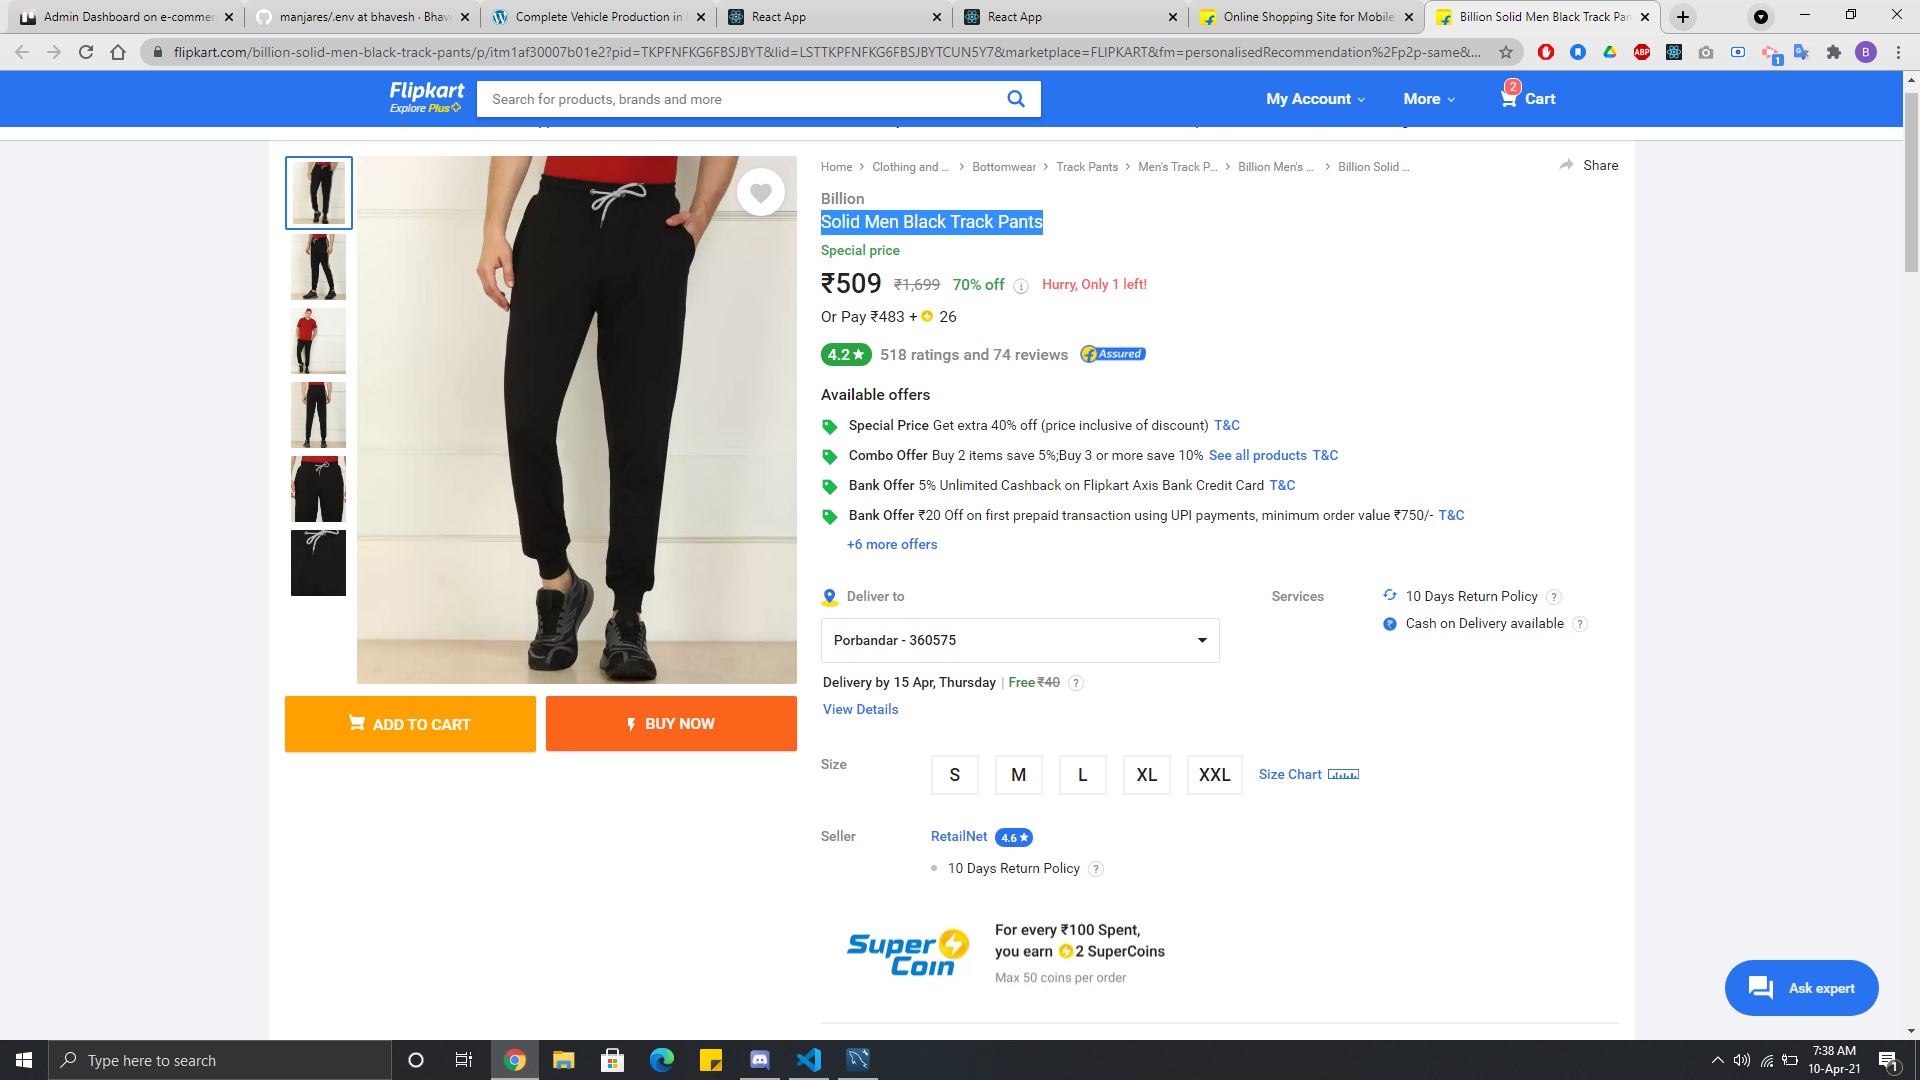 Admin Dashboard on e-commer
manjares/.env at bhavesh · Bhav
Complete Vehicle Production in
React App
React App
Online Shopping Site for Mobile
Billion Solid Men Black Track Pan
flipkart.com/billion-solid-men-black-track-pants/p/itm1af30007b01e2?pid=TKPFNFKG6FBSJBYT&lid=LSTTKPFNFKG6FBSJBYTCUN5Y7&marketplace=FLIPKART&fm=personalisedRecommendation%2Fp2p-same&...
ABP
1
B
Flipkart
Explore Plus
Search for products, brands and more
My Account
More
2
Cart
Home > Clothing and ... > Bottomwear > Track Pants > Men's Track P... > Billion Men's ... > Billion Solid ...
Share
Billion
Solid Men Black Track Pants
Special price
₹509 ₹1,699 70% off i Hurry, Only 1 left!
Or Pay ₹483 + 26
4.2★ 518 ratings and 74 reviews f Assured
Available offers
Special Price Get extra 40% off (price inclusive of discount) T&C
Combo Offer Buy 2 items save 5%;Buy 3 or more save 10% See all products T&C
Bank Offer 5% Unlimited Cashback on Flipkart Axis Bank Credit Card T&C
Bank Offer ₹20 Off on first prepaid transaction using UPI payments, minimum order value ₹750/- T&C
+6 more offers
Deliver to
Services
10 Days Return Policy ?
₹ Cash on Delivery available ?
Porbandar - 360575
Delivery by 15 Apr, Thursday | Free ₹40 ?
View Details
ADD TO CART
BUY NOW
Size
S
M
L
XL
XXL
Size Chart
Seller
RetailNet 4.6★
10 Days Return Policy ?
Super Coin
For every ₹100 Spent,
you earn 2 SuperCoins
Max 50 coins per order
Ask expert
Type here to search
7:38 AM
10-Apr-21
1